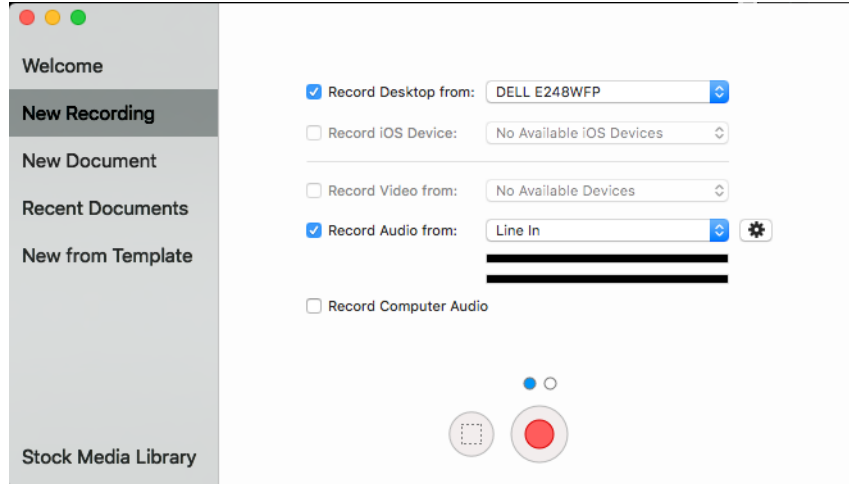 Welcome
New Recording
New Document
Recent Documents
New from Template
Stock Media Library
Record Desktop from: DELL E248WFP
Record iOS Device: No Available iOS Devices
Record Video from: No Available Devices
Record Audio from: Line In
Record Computer Audio